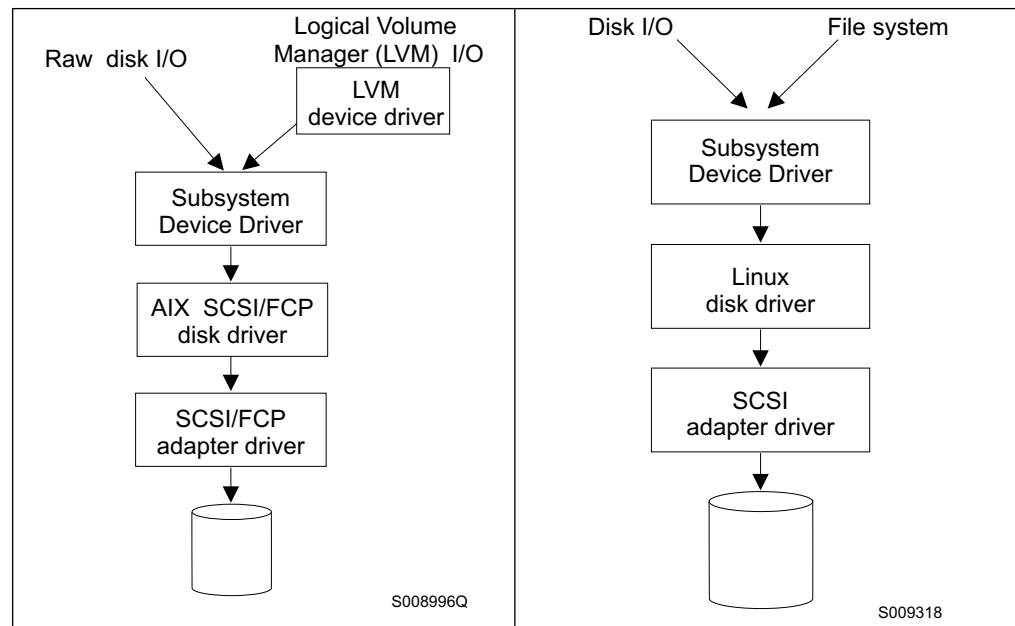 Raw disk I/O
Logical Volume
Manager (LVM) I/O
LVM
device driver
Subsystem
Device Driver
AIX SCSI/FCP
disk driver
SCSI/FCP
adapter driver
S008996Q
Disk I/O
File system
Subsystem
Device Driver
Linux
disk driver
SCSI
adapter driver
S009318